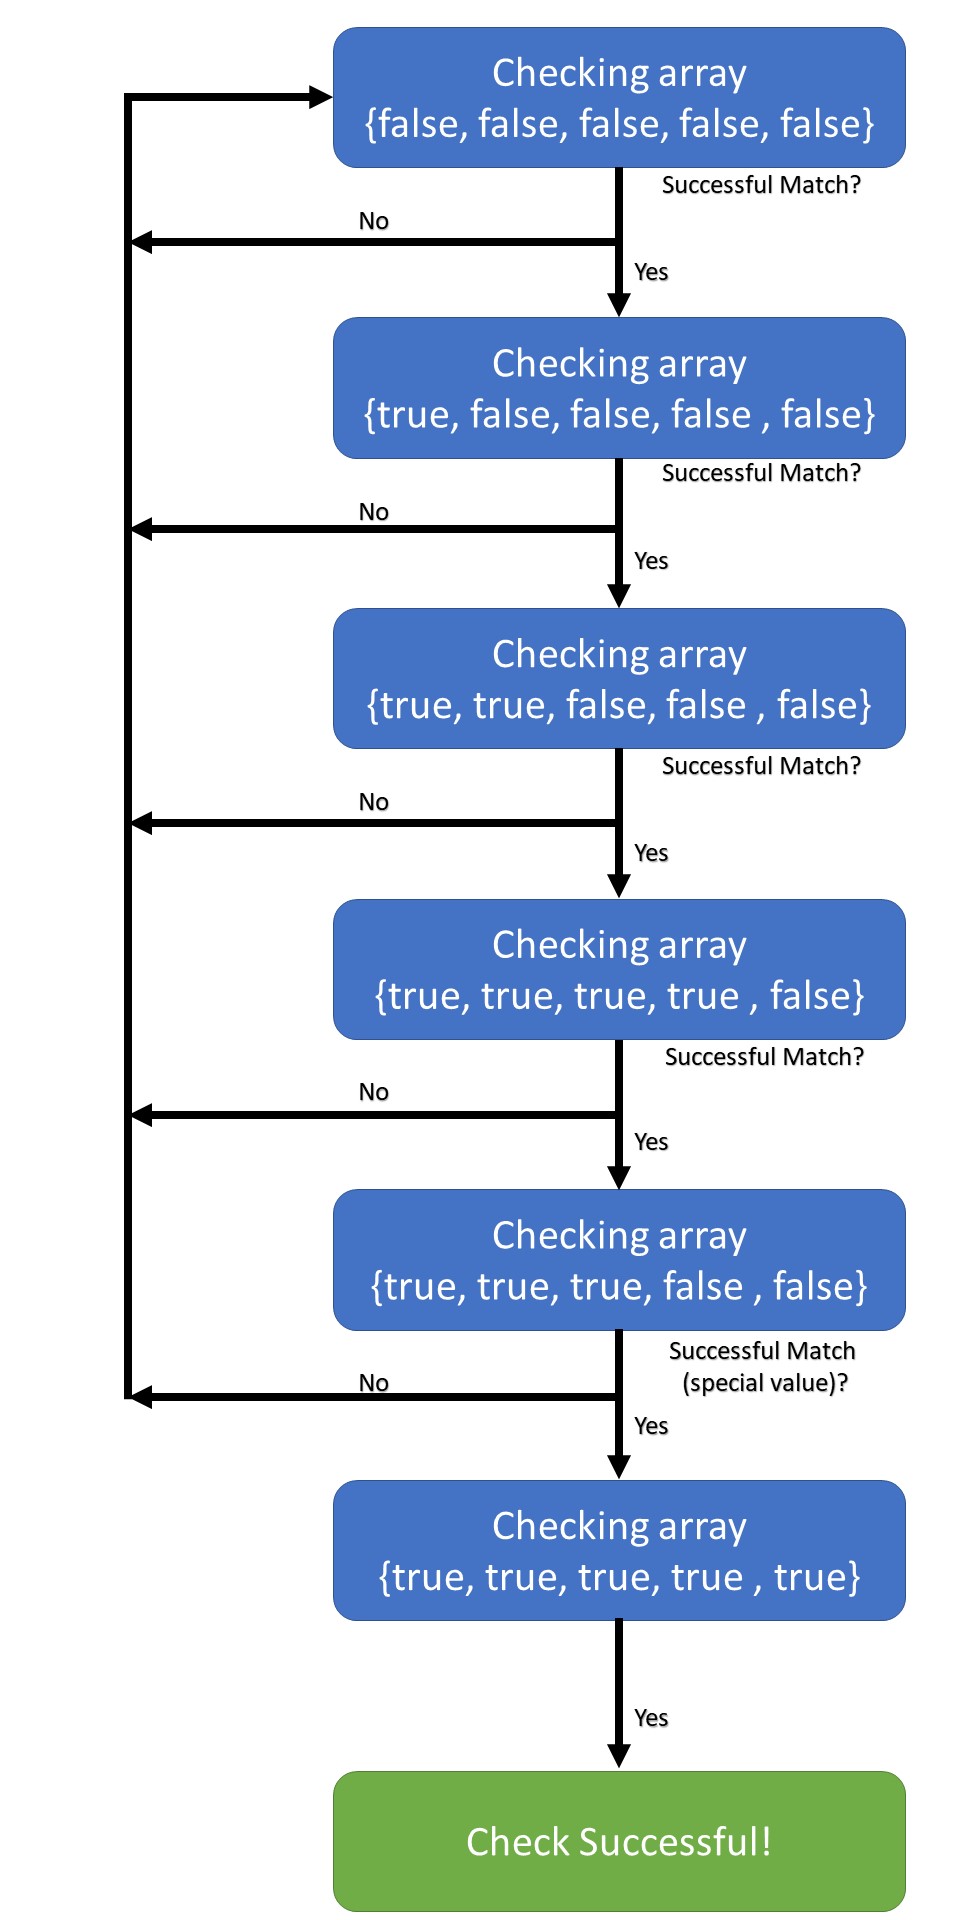 Checking array
{false, false, false, false, false}
Successful Match?
No
Yes
Checking array
{true, false, false, false , false}
Successful Match?
No
Yes
Checking array
{true, true, false, false , false}
Successful Match?
No
Yes
Checking array
{true, true, true, true , false}
Successful Match?
No
Yes
Checking array
{true, true, true, false , false}
Successful Match
(special value)?
No
Yes
Checking array
{true, true, true, true , true}
Yes
Check Successful!